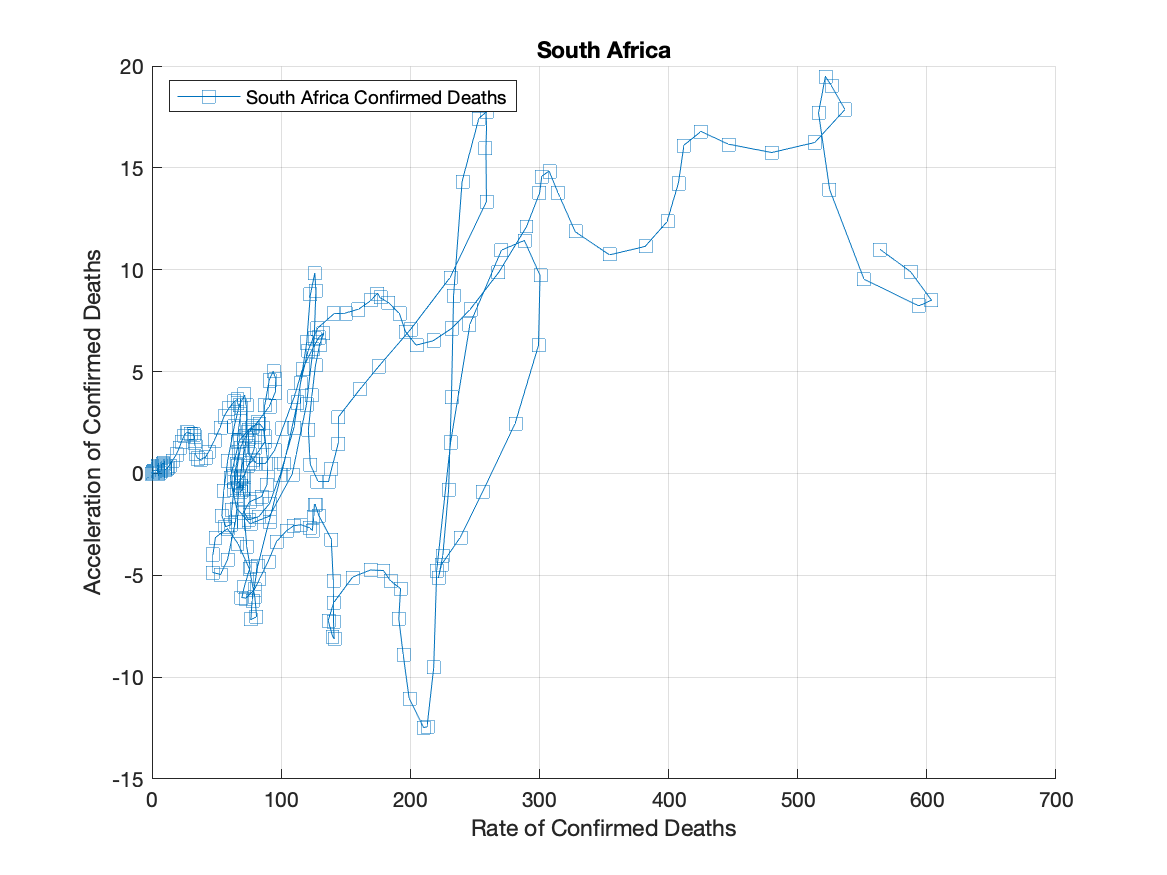 South Africa
South Africa Confirmed Deaths
20
15
10
5
0
-5
-10
-15
Acceleration of Confirmed Deaths
0 100 200 300 400 500 600 700
Rate of Confirmed Deaths